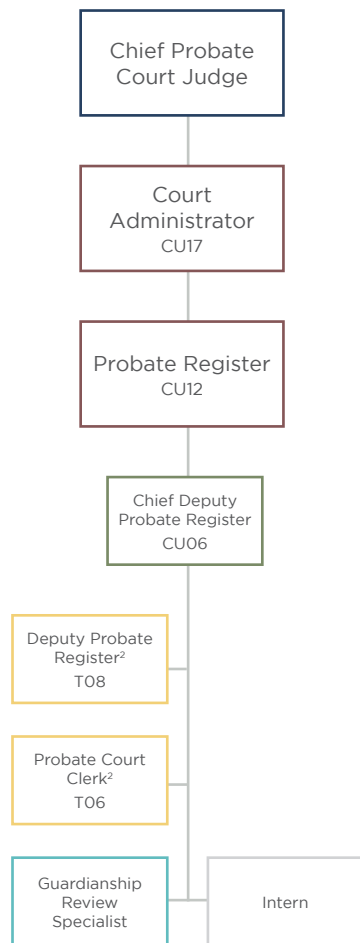 Chief Probate
Court Judge
Court
Administrator
CU17
Probate Register
CU12
Chief Deputy
Probate Register
CU06
Deputy Probate
Register²
T08
Probate Court
Clerk²
T06
Guardianship
Review
Specialist
Intern